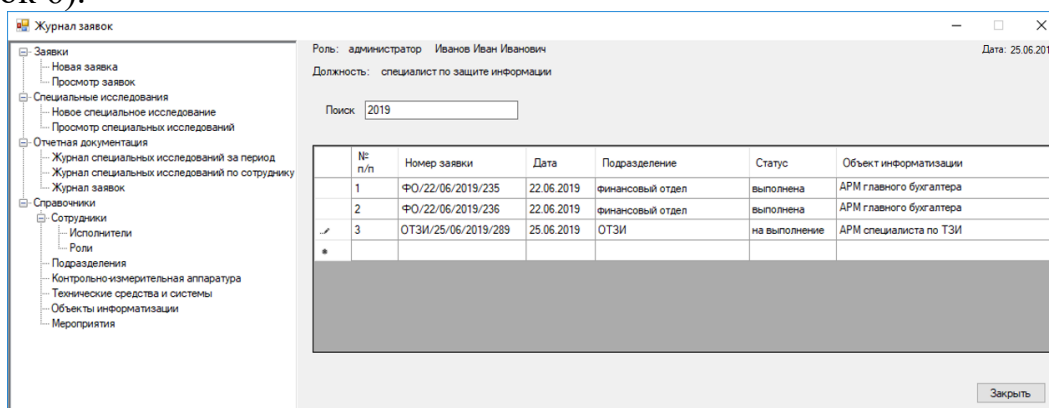 ок 6).
Журнал заявок
Роль: администратор Иванов Иван Иванович
Дата: 25.06.201
Должность: специалист по защите информации
Заявки
Новая заявка
Просмотр заявок
Специальные исследования
Новое специальное исследование
Просмотр специальных исследований
Отчетная документация
Журнал специальных исследований за период
Журнал специальных исследований по сотруднику
Журнал заявок
Справочники
Сотрудники
Исполнители
Роли
Подразделения
Контрольно-измерительная аппаратура
Технические средства и системы
Объекты информатизации
Мероприятия
Поиск 2019
№ п/п Номер заявки Дата Подразделение Статус Объект информатизации
1 ФО/22/06/2019/235 22.06.2019 финансовый отдел выполнена АРМ главного бухгалтера
2 ФО/22/06/2019/236 22.06.2019 финансовый отдел выполнена АРМ главного бухгалтера
3 ОТЗИ/25/06/2019/289 25.06.2019 ОТЗИ на выполнение АРМ специалиста по ТЗИ
Закрыть